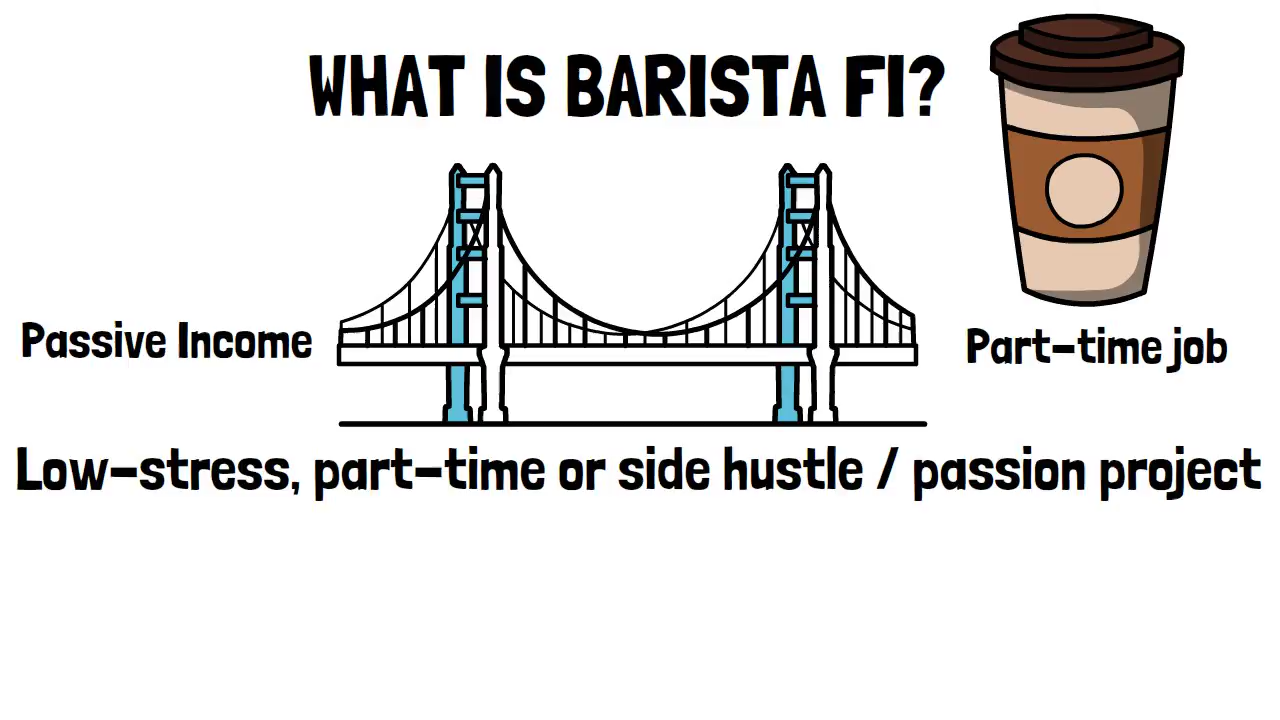 WHAT IS BARISTA FI?
Passive Income
Part-time job
Low-stress, part-time or side hustle / passion project